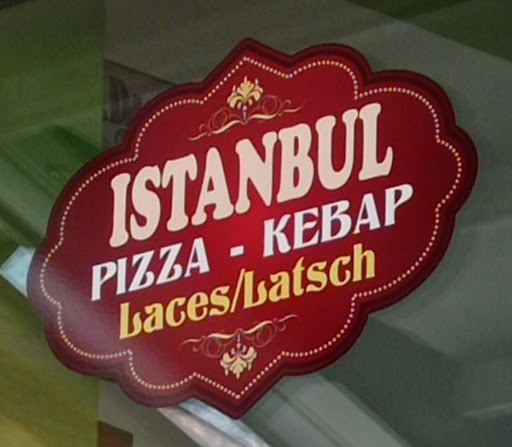 ISTANBUL
PIZZA - KEBAP
Laces/Latsch